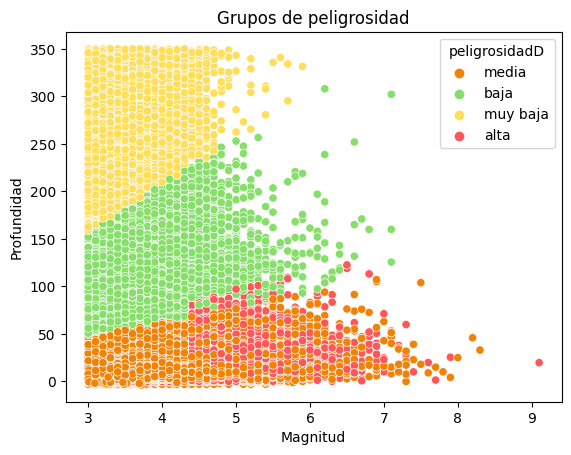 Grupos de peligrosidad
peligrosidadD
media
baja
muy baja
alta
350
300
250
200
150
100
50
0
Profundidad
3 4 5 6 7 8 9
Magnitud